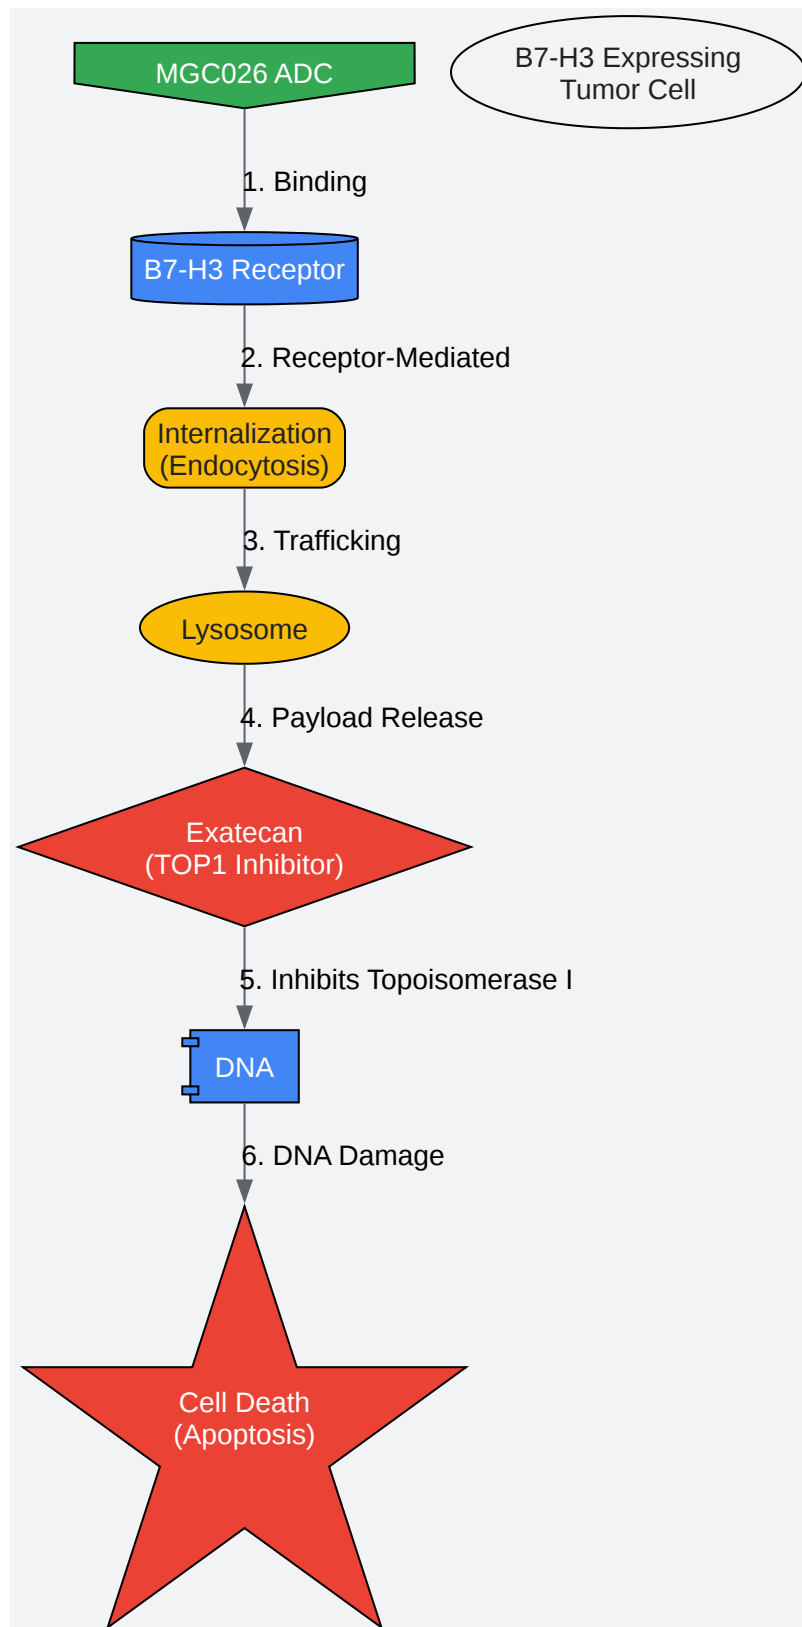 MGC026 ADC
B7-H3 Expressing
Tumor Cell
1. Binding
B7-H3 Receptor
2. Receptor-Mediated
Internalization
(Endocytosis)
3. Trafficking
Lysosome
4. Payload Release
Exatecan
(TOP1 Inhibitor)
5. Inhibits Topoisomerase I
DNA
6. DNA Damage
Cell Death
(Apoptosis)